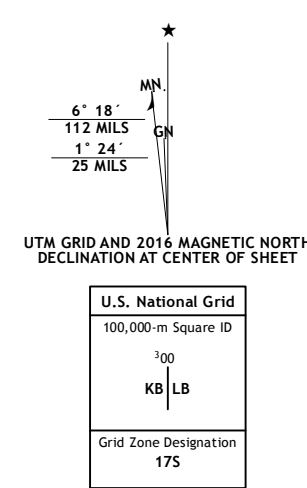 ★
MN
6° 18´
112 MILS
GN
1° 24´
25 MILS
UTM GRID AND 2016 MAGNETIC NORTH
DECLINATION AT CENTER OF SHEET
U.S. National Grid
100,000-m Square ID
³00
KB LB
Grid Zone Designation
17S